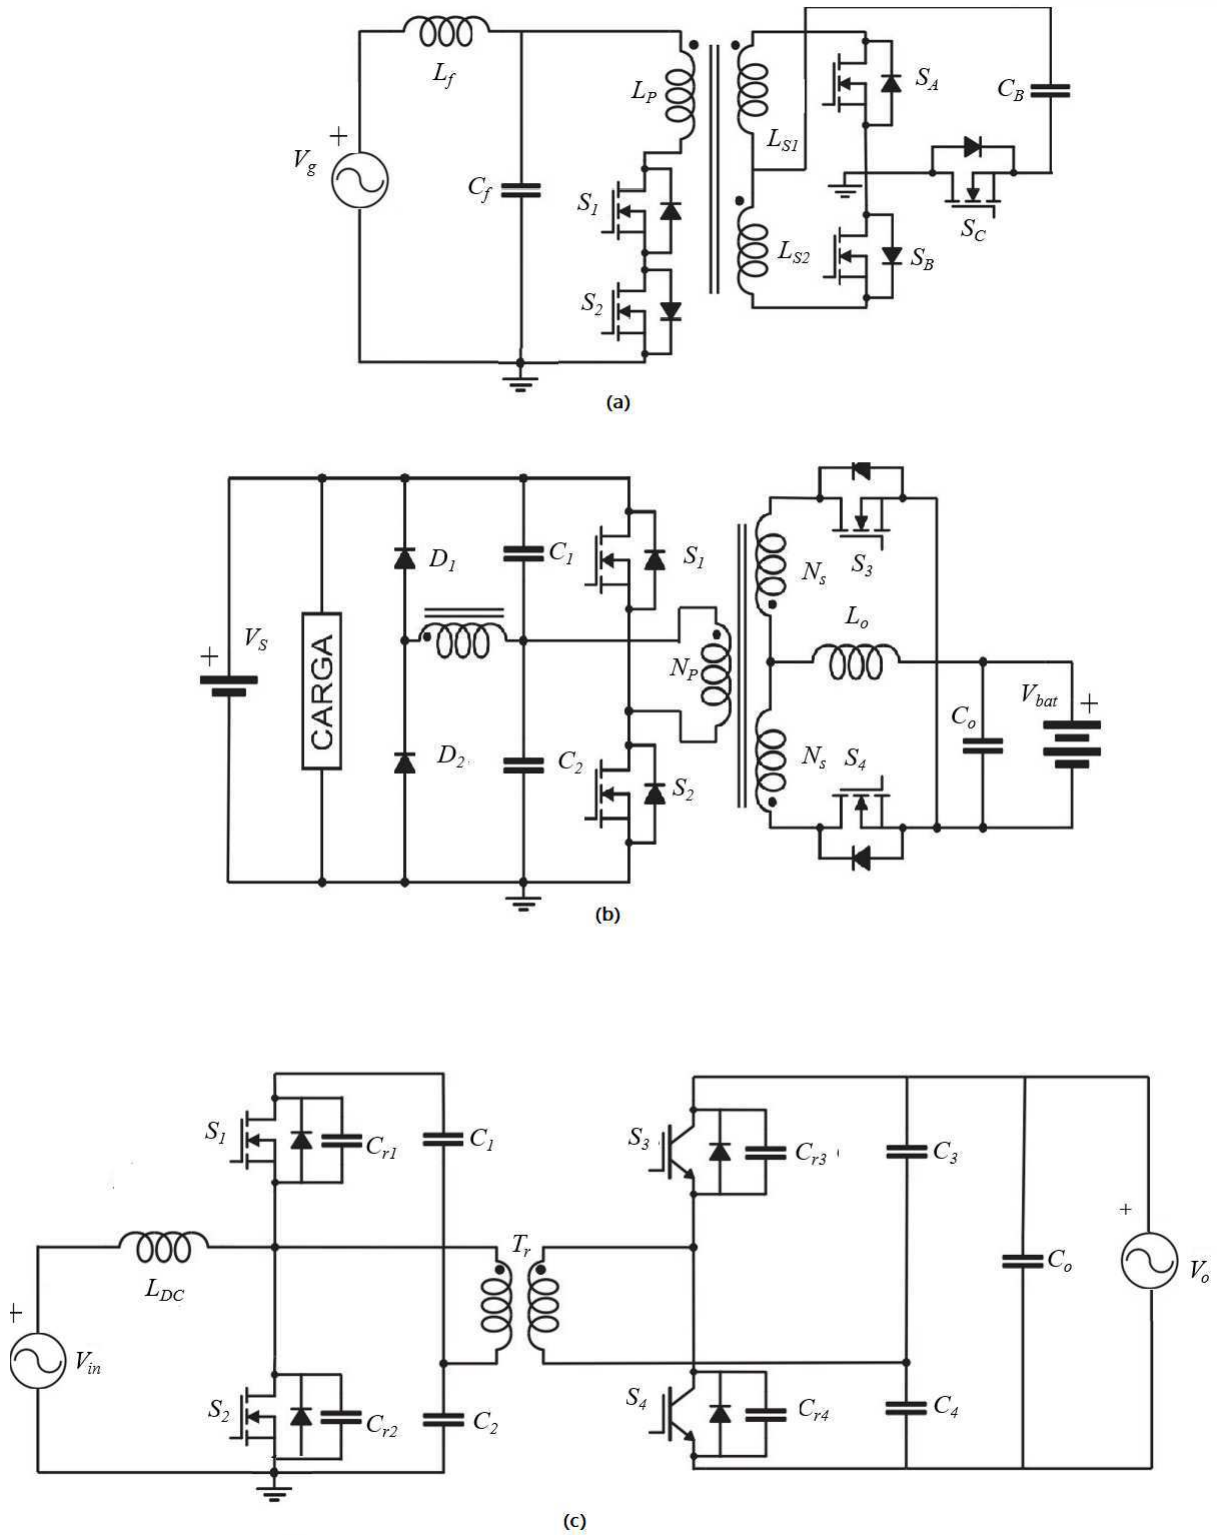 L_f
L_P
S_A
C_B
+
V_g
L_S1
C_f
S_1
S_C
L_S2
S_B
S_2
(a)
D_1
C_1
S_1
N_s
S_3
L_o
+
V_S
CARGA
N_P
V_bat
+
C_o
D_2
C_2
S_2
N_s
S_4
(b)
S_1
C_r1
C_1
S_3
C_r3
C_3
T_r
+
L_DC
C_o
V_o
+
V_in
S_2
C_r2
C_2
S_4
C_r4
C_4
(c)